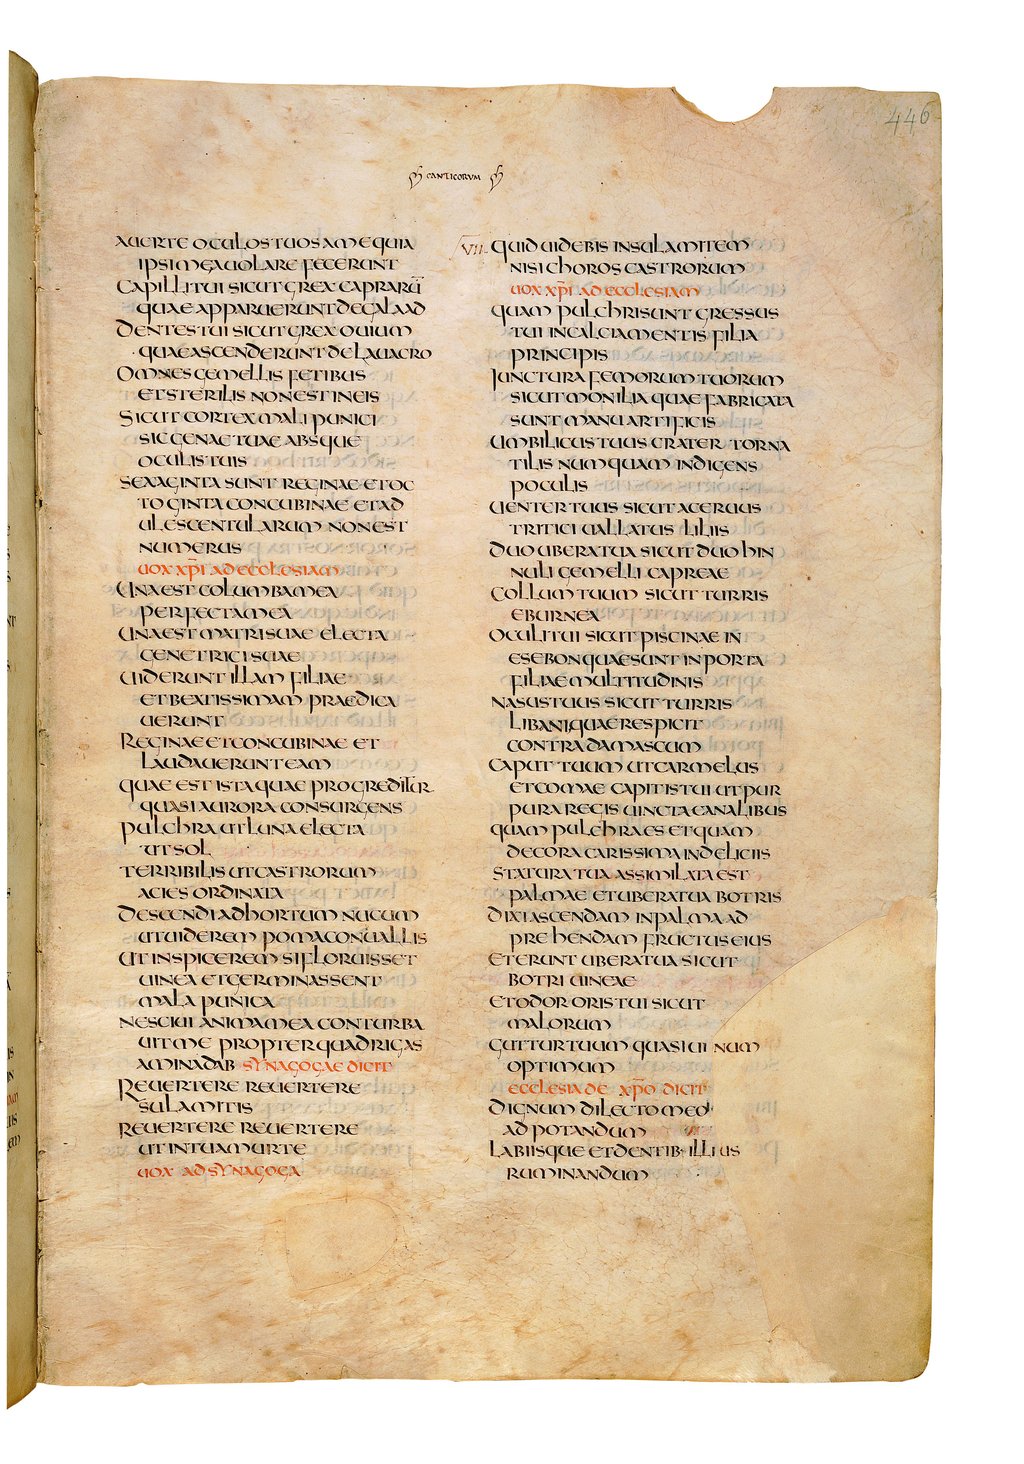 446
CANTICORUM
AUERTE OCULOS TUOS A ME QUIA
IPSI ME AUOLARE FECERUNT
CAPILLI TUI SICUT GREX CAPRARŪ
QUAE APPARUERUNT DE GALAAD
DENTES TUI SICUT GREX OUIUM
QUAE ASCENDERUNT DE LAUACRO
OMNES GEMELLIS FETIBUS
ET STERILIS NON EST IN EIS
SICUT CORTEX MALI PUNICI
SIC GENAE TUAE ABSQUE
OCULIS TUIS
SEXAGINTA SUNT REGINAE ET OC
TOGINTA CONCUBINAE ET AD
ULESCENTULARUM NON EST
NUMERUS
UOX XP̄I AD ECCLESIAM
UNA EST COLUMBA MEA
PERFECTA MEA
UNA EST MATRI SUAE ELECTA
GENETRICI SUAE
UIDERUNT ILLAM FILIAE
ET BEATISSIMAM PRAEDICA
UERUNT
REGINAE ET CONCUBINAE ET
LAUDAUERUNT EAM
QUAE EST ISTA QUAE PROGREDITUR
QUASI AURORA CONSURGENS
PULCHRA UT LUNA ELECTA
UT SOL
TERRIBILIS UT CASTRORUM
ACIES ORDINATA
DESCENDI AD HORTUM NUCUM
UT UIDEREM POMA CONUALLIS
UT INSPICEREM SI FLORUISSET
UINEA ET GERMINASSENT
MALA PUNICA
NESCIUI ANIMA MEA CONTURBA
UIT ME PROPTER QUADRIGAS
AMINADAB SYNAGOGAE DICIT
REUERTERE REUERTERE
SULAMITIS
REUERTERE REUERTERE
UT INTUAMUR TE
UOX AD SYNAGOGA
VII QUID UIDEBIS IN SULAMITEM
NISI CHOROS CASTRORUM
UOX XP̄I AD ECCLESIAM
QUAM PULCHRI SUNT GRESSUS
TUI IN CALCIAMENTIS FILIA
PRINCIPIS
IUNCTURA FEMORUM TUORUM
SICUT MONILIA QUAE FABRICATA
SUNT MANU ARTIFICIS
UMBILICUS TUUS CRATER TORNA
TILIS NUMQUAM INDIGENS
POCULIS
UENTER TUUS SICUT ACERUUS
TRITICI UALLATUS LILIIS
DUO UBERA TUA SICUT DUO HIN
NULI GEMELLI CAPREAE
COLLUM TUUM SICUT TURRIS
EBURNEA
OCULI TUI SICUT PISCINAE IN
ESEBON QUAE SUNT IN PORTA
FILIAE MULTITUDINIS
NASUS TUUS SICUT TURRIS
LIBANI QUAE RESPICIT
CONTRA DAMASCUM
CAPUT TUUM UT CARMELUS
ET COMAE CAPITIS TUI UT PUR
PURA REGIS UINCTA CANALIBUS
QUAM PULCHRA ES ET QUAM
DECORA CARISSIMA IN DELICIIS
STATURA TUA ASSIMILATA EST
PALMAE ET UBERA TUA BOTRIS
DIXI ASCENDAM IN PALMA AD
PREHENDAM FRUCTUS EIUS
ET ERUNT UBERA TUA SICUT
BOTRI UINEAE
ET ODOR ORIS TUI SICUT
MALORUM
GUTTUR TUUM QUASI UINUM
OPTIMUM
ECCLESIA DE XP̄O DICIT
DIGNUM DILECTO MEO
AD POTANDUM
LABIISQUE ET DENTIB· ILLIUS
RUMINANDUM